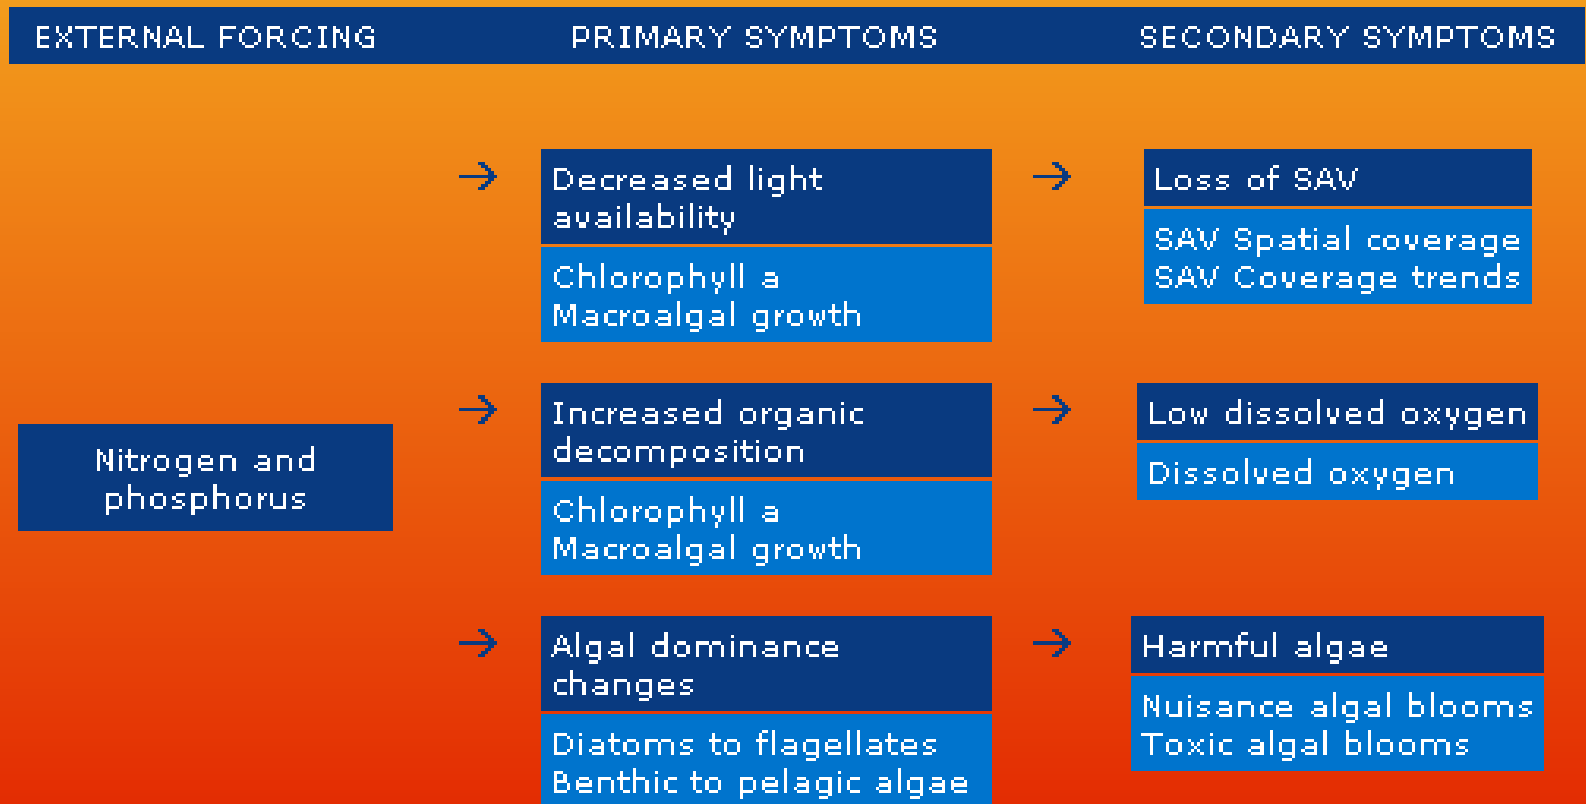 EXTERNAL FORCING
PRIMARY SYMPTOMS
SECONDARY SYMPTOMS
Nitrogen and
phosphorus
→
Decreased light
availability
Chlorophyll a
Macroalgal growth
→
Loss of SAV
SAV Spatial coverage
SAV Coverage trends
→
Increased organic
decomposition
Chlorophyll a
Macroalgal growth
→
Low dissolved oxygen
Dissolved oxygen
→
Algal dominance
changes
Diatoms to flagellates
Benthic to pelagic algae
→
Harmful algae
Nuisance algal blooms
Toxic algal blooms